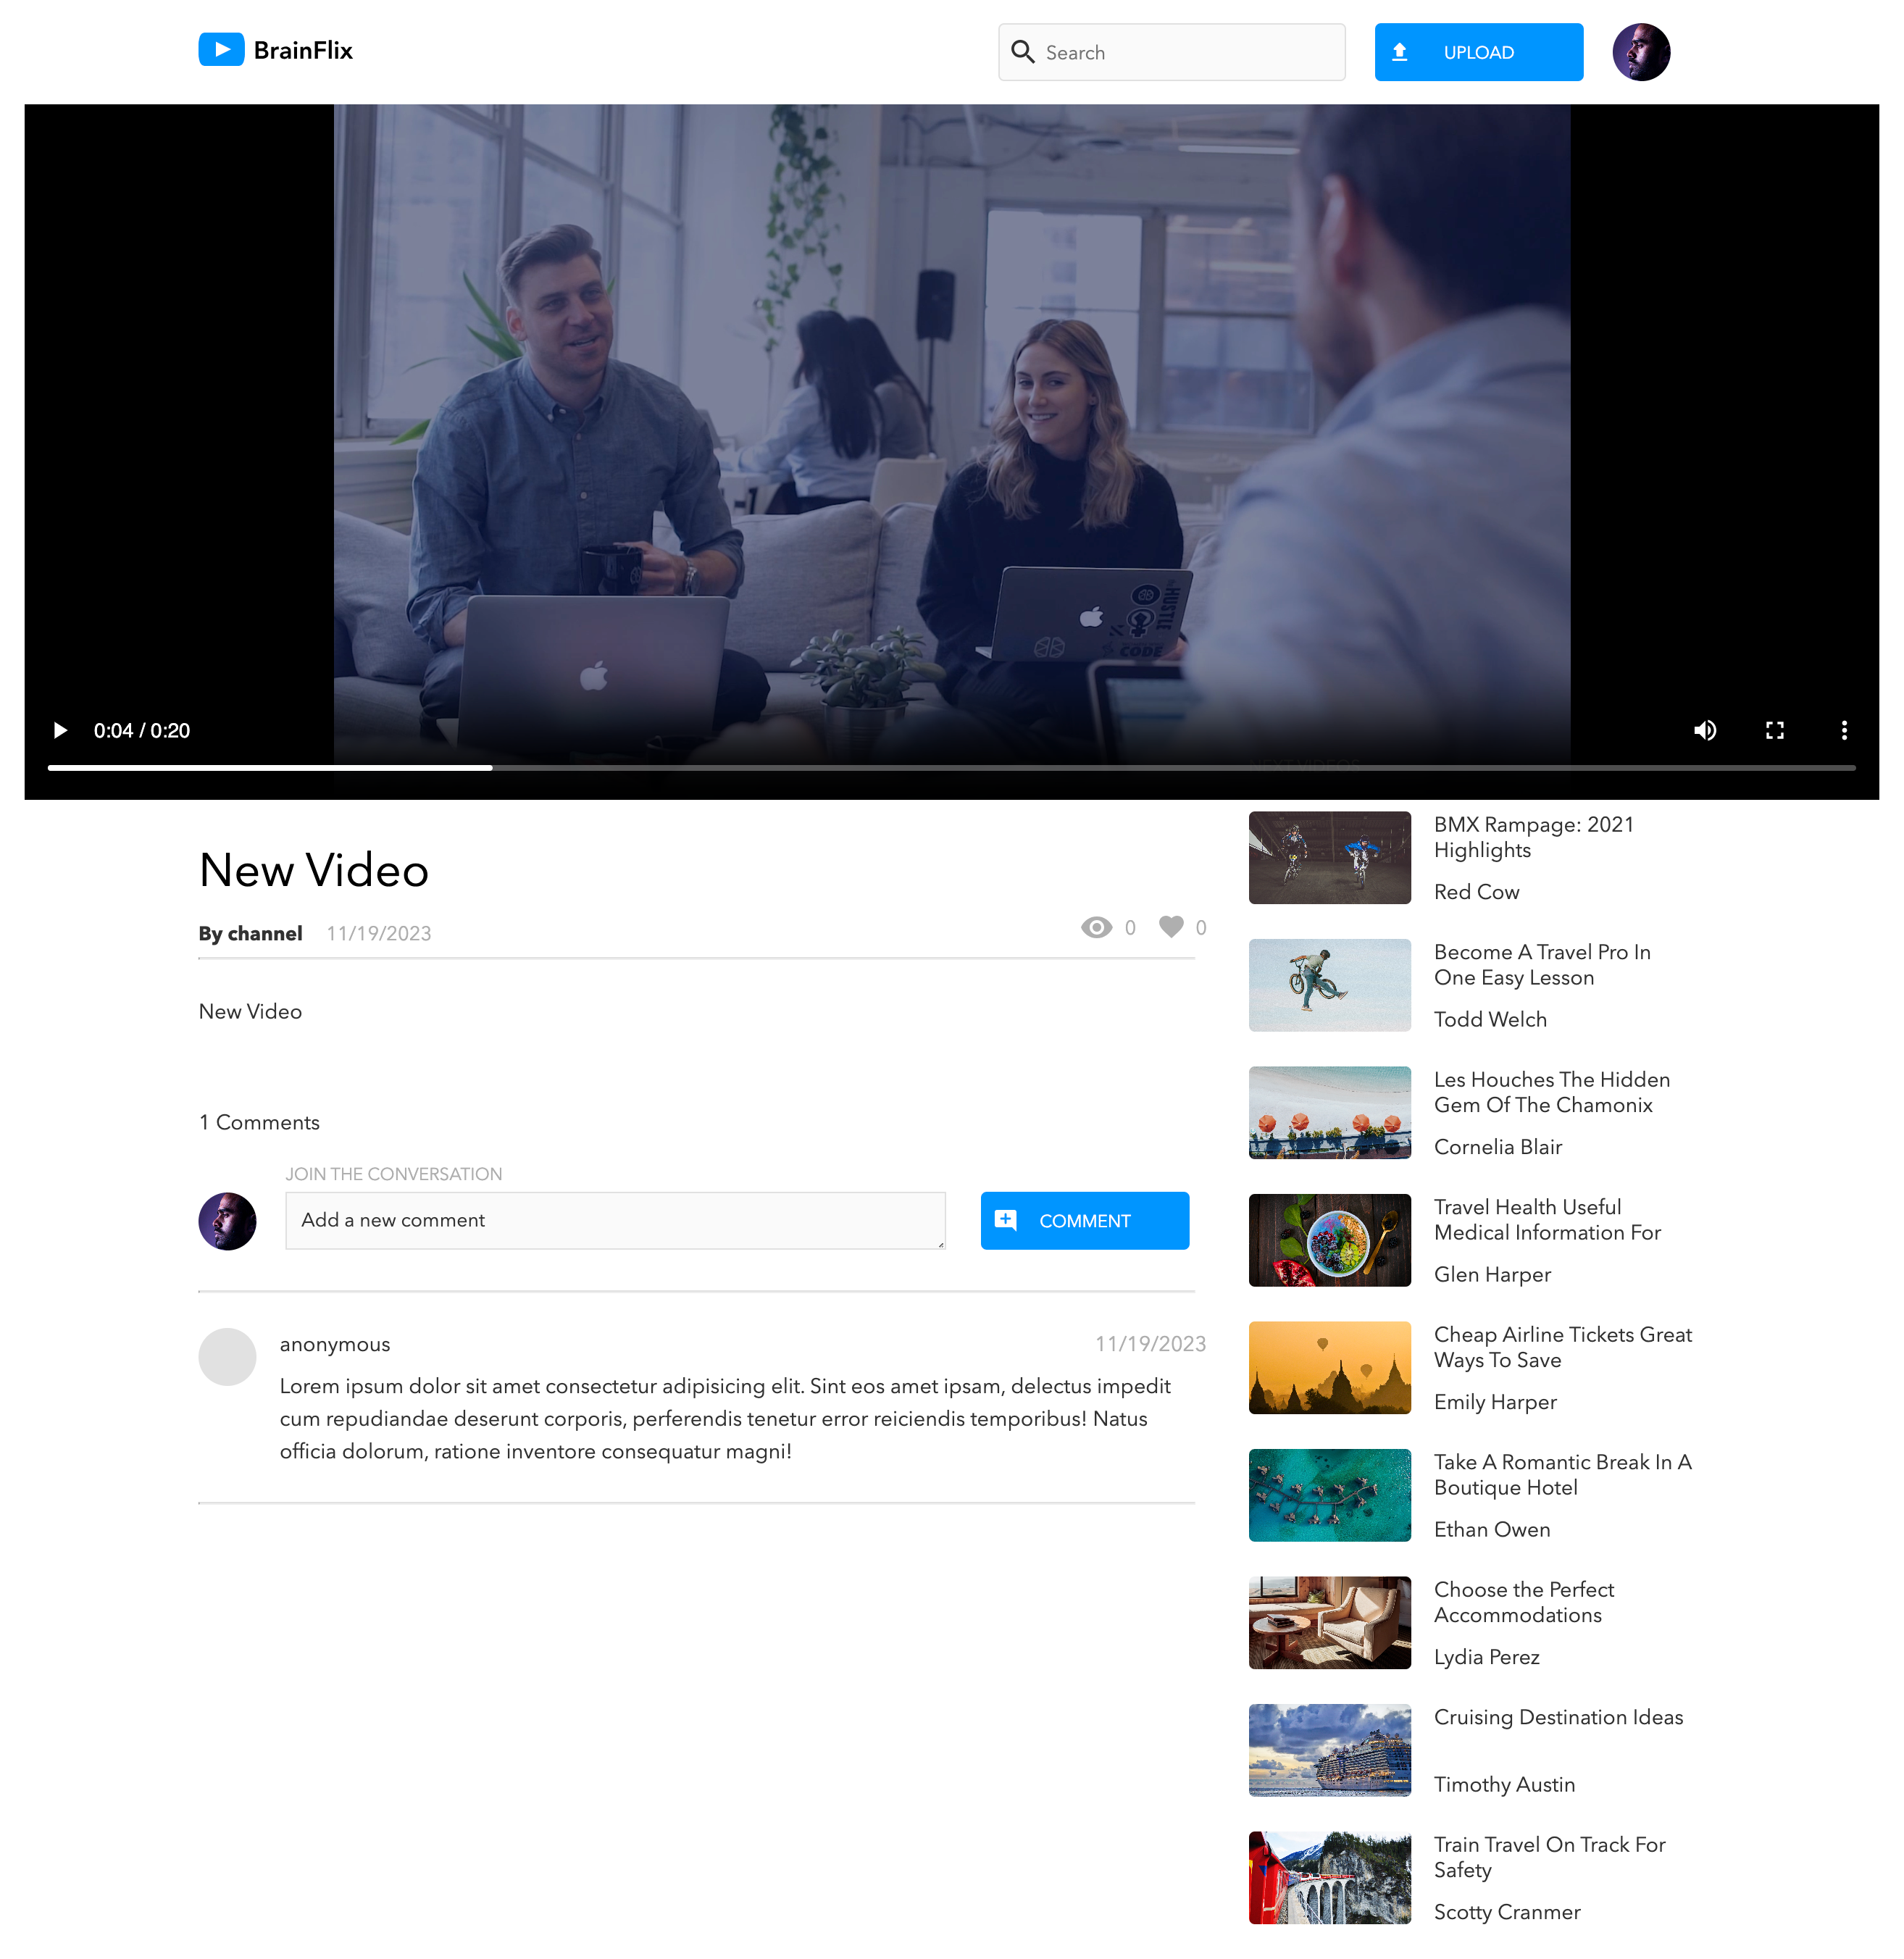 BrainFlix
Search
UPLOAD
HUSTLE
CODE
0:04 / 0:20
NEXT VIDEOS
New Video
By channel 11/19/2023
0 0
New Video
1 Comments
JOIN THE CONVERSATION
Add a new comment
COMMENT
anonymous 11/19/2023
Lorem ipsum dolor sit amet consectetur adipisicing elit. Sint eos amet ipsam, delectus impedit
cum repudiandae deserunt corporis, perferendis tenetur error reiciendis temporibus! Natus
officia dolorum, ratione inventore consequatur magni!
BMX Rampage: 2021
Highlights
Red Cow
Become A Travel Pro In
One Easy Lesson
Todd Welch
Les Houches The Hidden
Gem Of The Chamonix
Cornelia Blair
Travel Health Useful
Medical Information For
Glen Harper
Cheap Airline Tickets Great
Ways To Save
Emily Harper
Take A Romantic Break In A
Boutique Hotel
Ethan Owen
Choose the Perfect
Accommodations
Lydia Perez
Cruising Destination Ideas
Timothy Austin
Train Travel On Track For
Safety
Scotty Cranmer